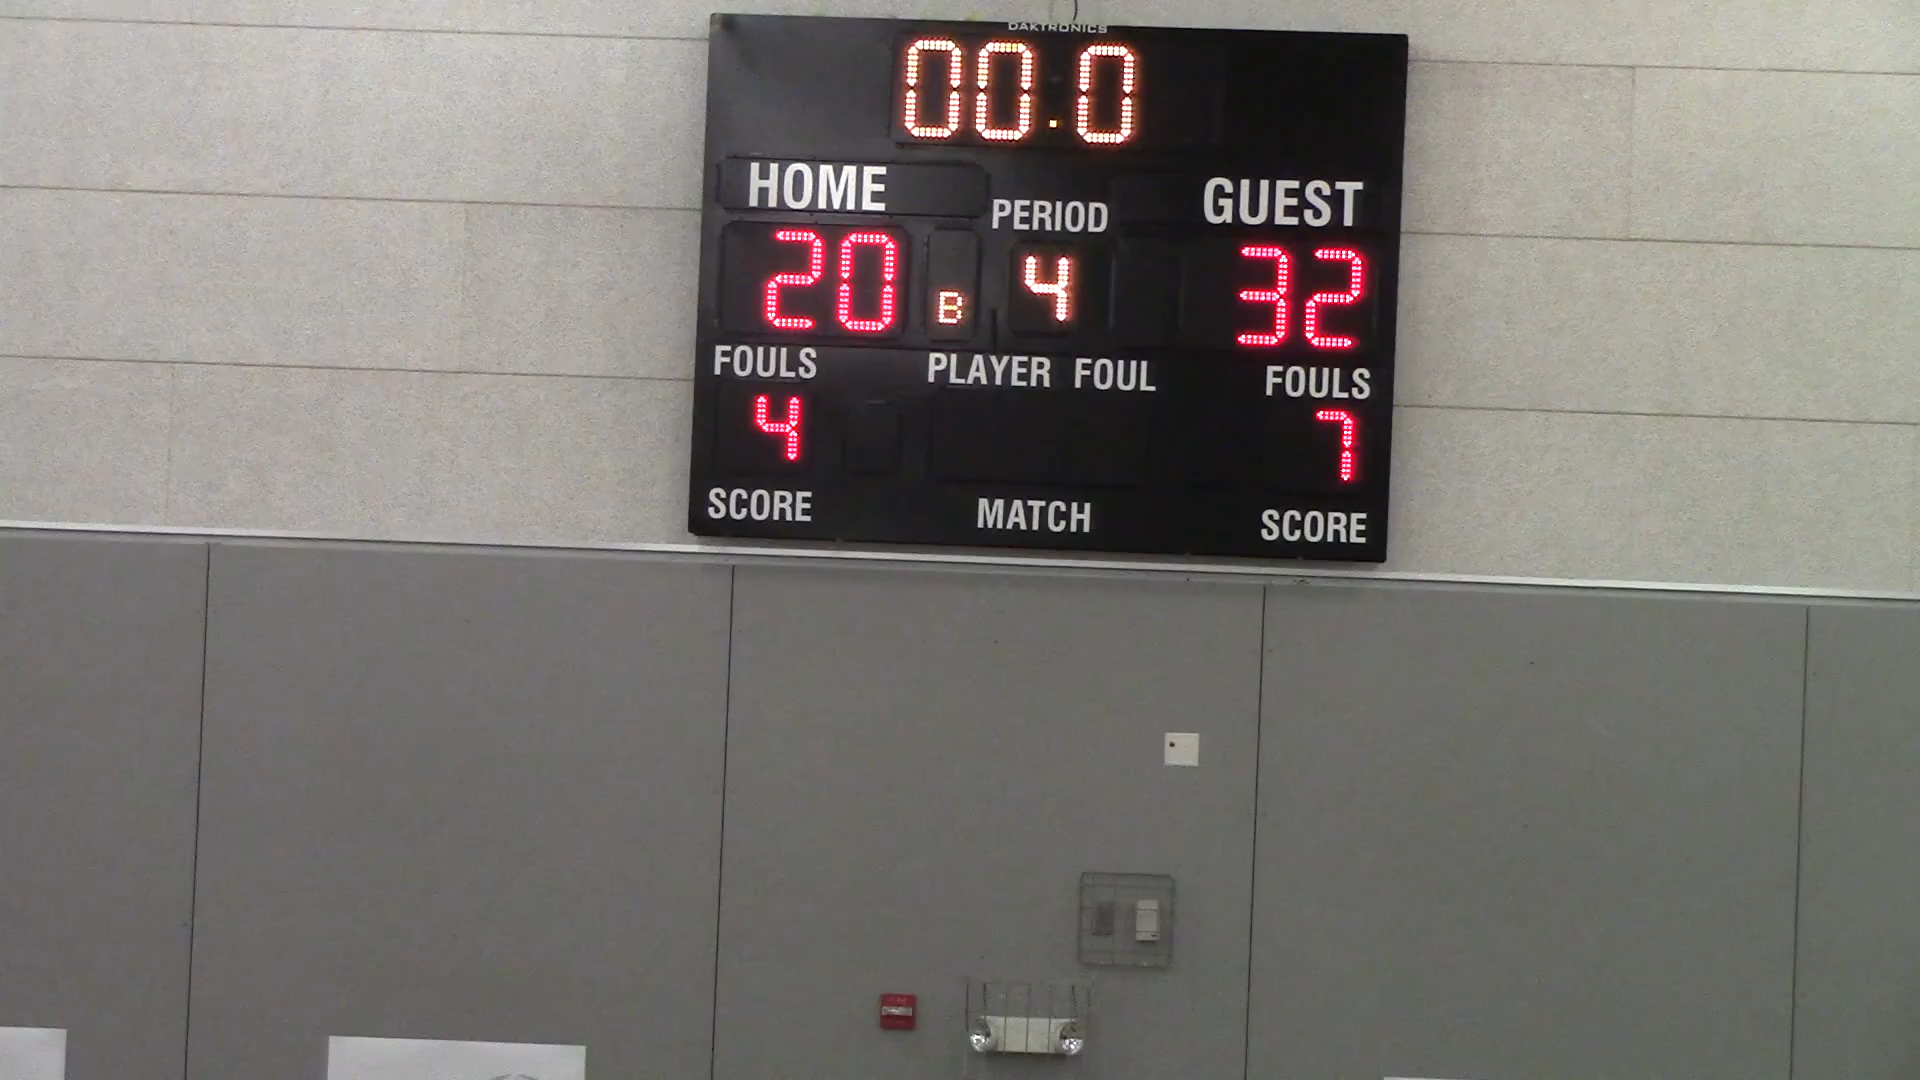 DAKTRONICS
00.0
HOME
PERIOD
GUEST
20
B
4
32
FOULS
PLAYER FOUL
FOULS
4
7
SCORE
MATCH
SCORE